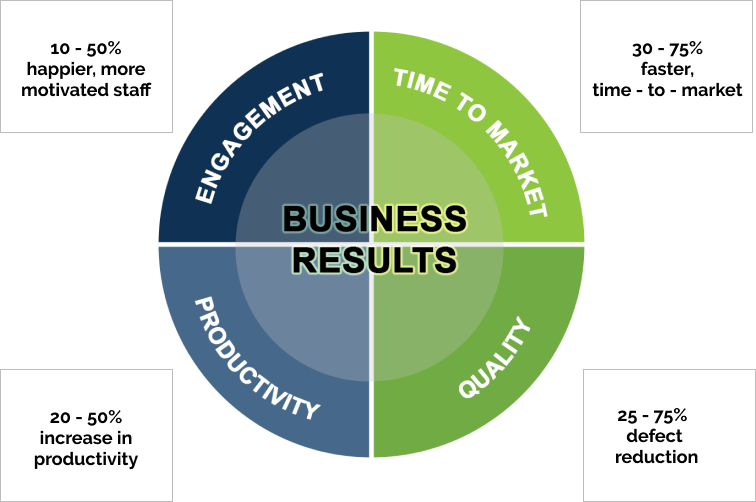 10 - 50%
happier, more
motivated staff
30 - 75%
faster,
time - to - market
ENGAGEMENT
TIME TO MARKET
BUSINESS
RESULTS
PRODUCTIVITY
QUALITY
20 - 50%
increase in
productivity
25 - 75%
defect
reduction